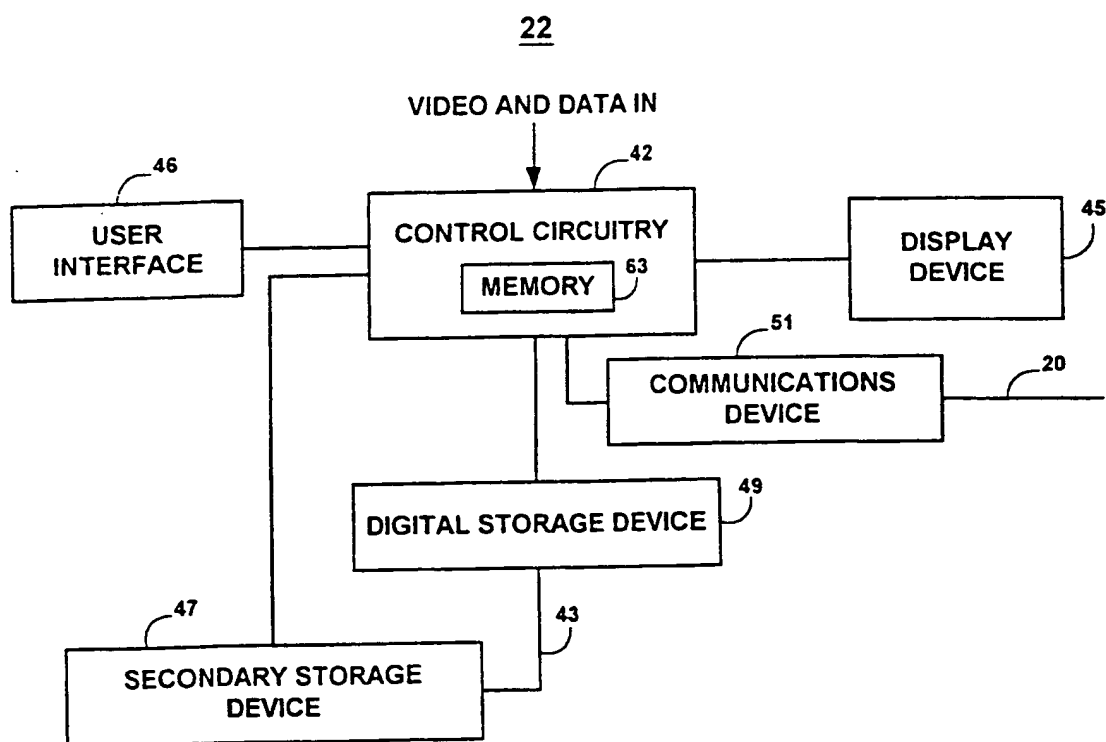 22
VIDEO AND DATA IN
46
42
45
USER
INTERFACE
CONTROL CIRCUITRY
MEMORY
63
DISPLAY
DEVICE
51
20
COMMUNICATIONS
DEVICE
49
DIGITAL STORAGE DEVICE
47
43
SECONDARY STORAGE
DEVICE